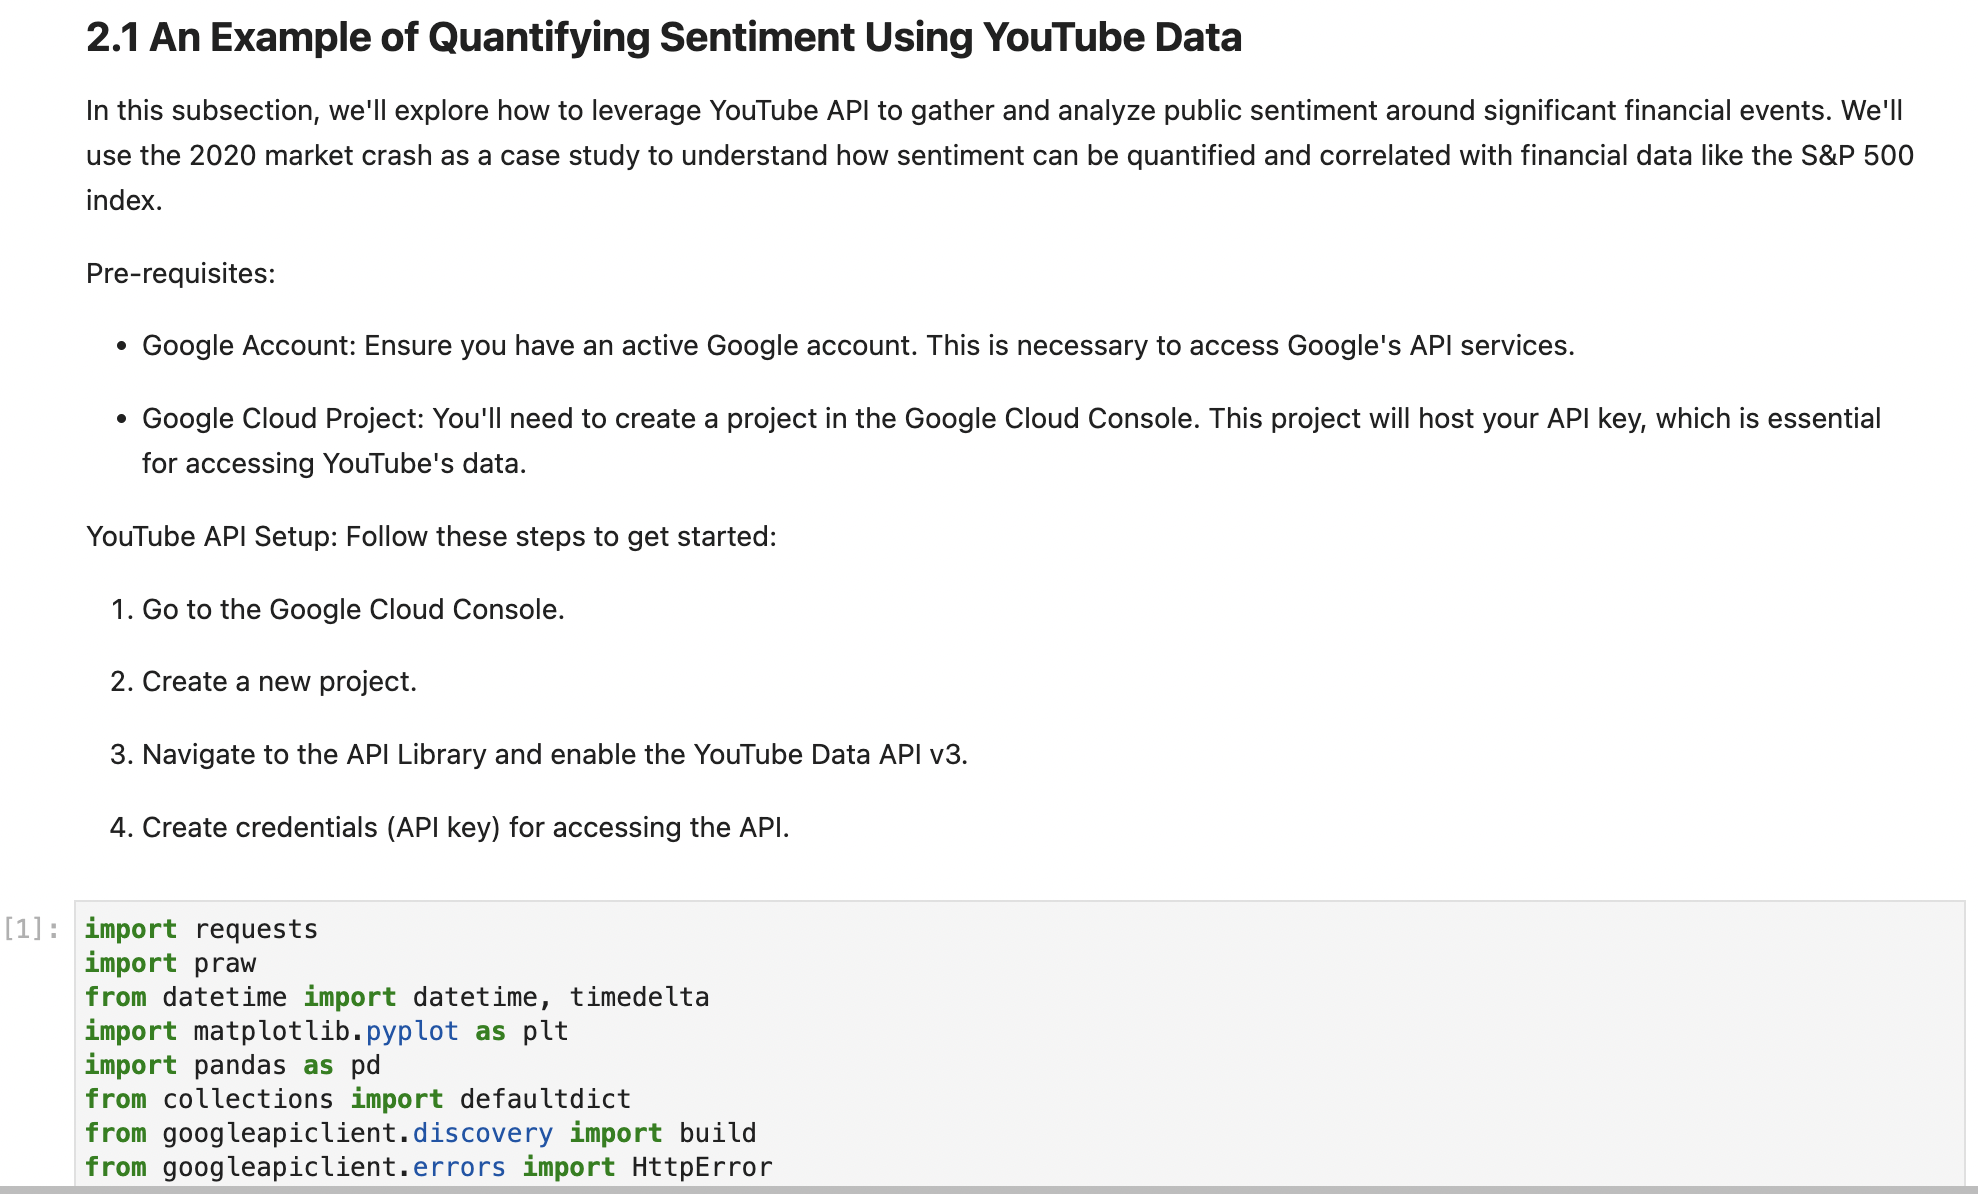 2.1 An Example of Quantifying Sentiment Using YouTube Data
In this subsection, we'll explore how to leverage YouTube API to gather and analyze public sentiment around significant financial events. We'll
use the 2020 market crash as a case study to understand how sentiment can be quantified and correlated with financial data like the S&P 500
index.
Pre-requisites:
• Google Account: Ensure you have an active Google account. This is necessary to access Google's API services.
• Google Cloud Project: You'll need to create a project in the Google Cloud Console. This project will host your API key, which is essential
for accessing YouTube's data.
YouTube API Setup: Follow these steps to get started:
1. Go to the Google Cloud Console.
2. Create a new project.
3. Navigate to the API Library and enable the YouTube Data API v3.
4. Create credentials (API key) for accessing the API.
[1]: import requests
import praw
from datetime import datetime, timedelta
import matplotlib.pyplot as plt
import pandas as pd
from collections import defaultdict
from googleapiclient.discovery import build
from googleapiclient.errors import HttpError